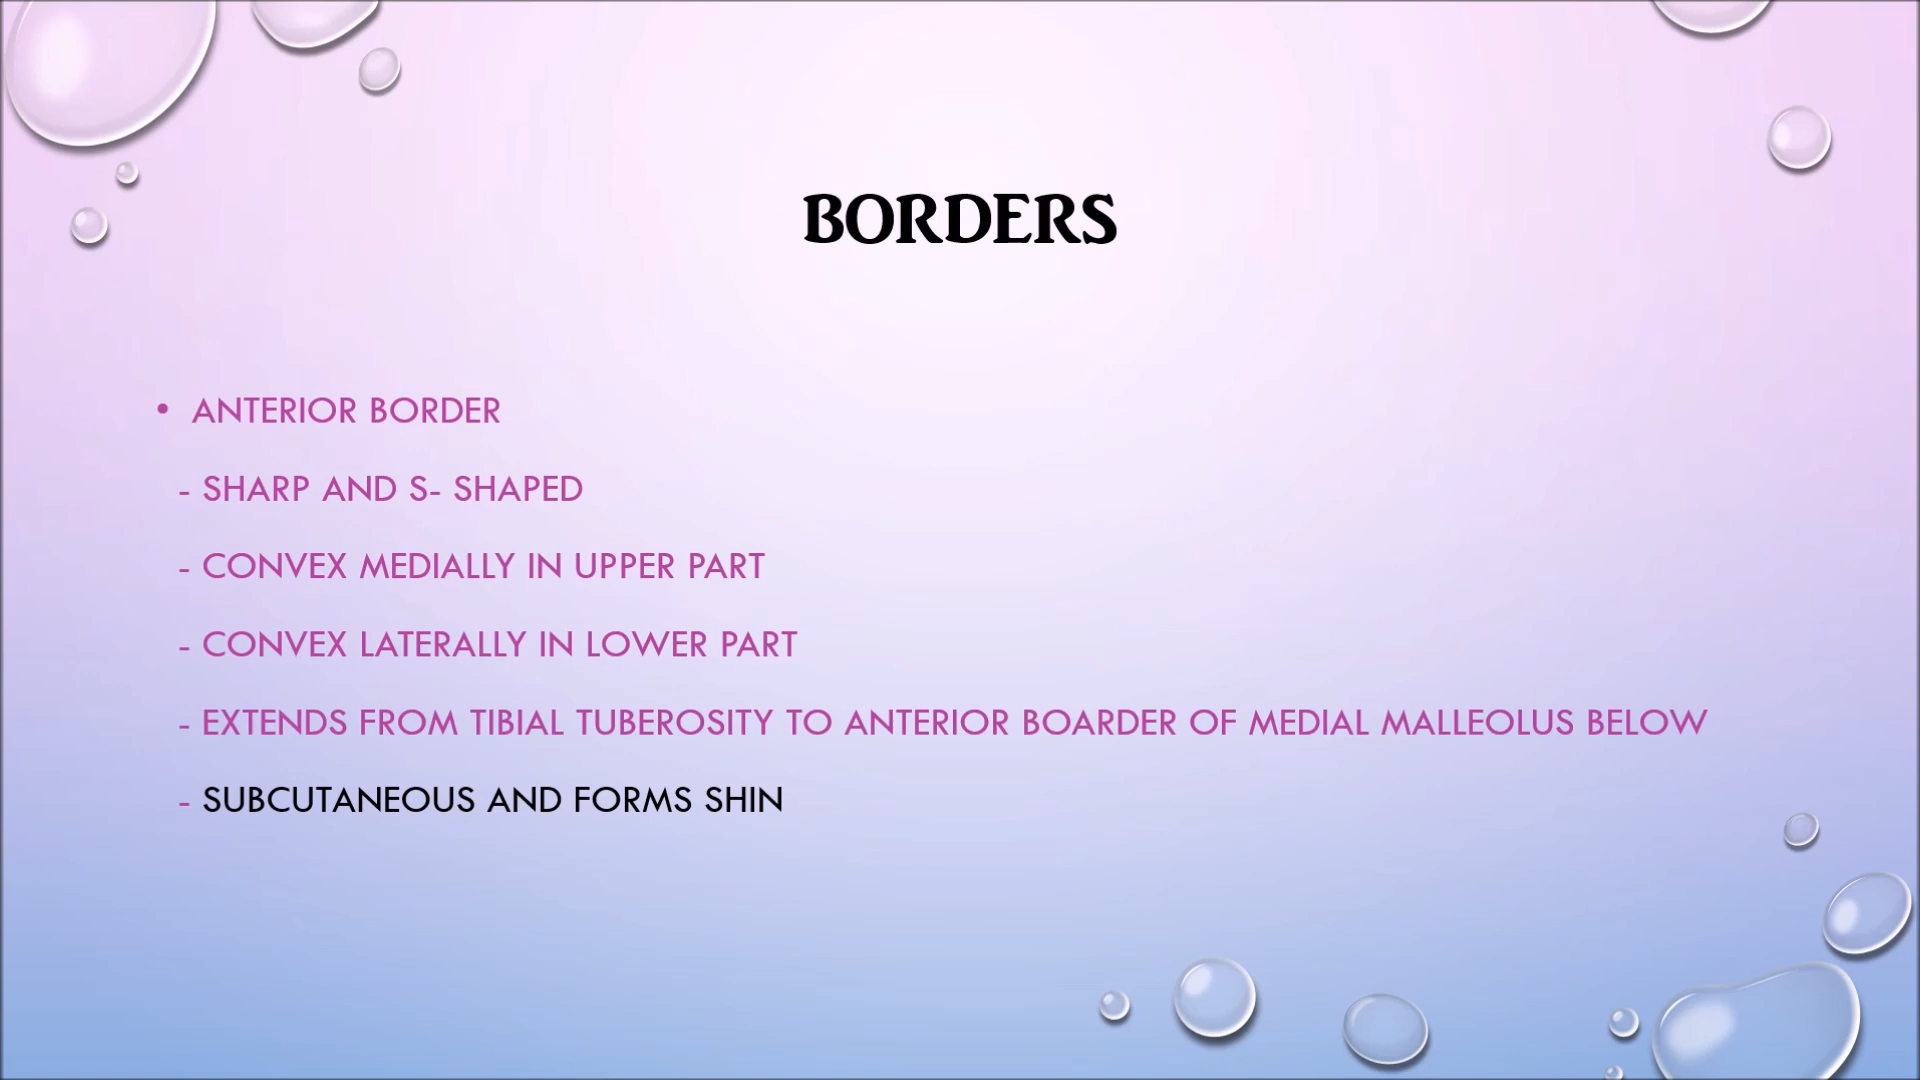 BORDERS
• ANTERIOR BORDER
- SHARP AND S- SHAPED
- CONVEX MEDIALLY IN UPPER PART
- CONVEX LATERALLY IN LOWER PART
- EXTENDS FROM TIBIAL TUBEROSITY TO ANTERIOR BOARDER OF MEDIAL MALLEOLUS BELOW
- SUBCUTANEOUS AND FORMS SHIN